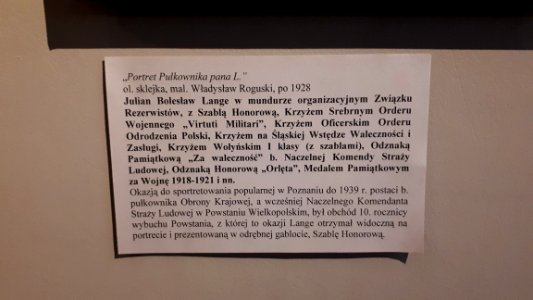 „Portret Pułkownika pana L."
ol. sklejka, mal. Władysław Roguski, po 1928
Julian Bolesław Lange w mundurze organizacyjnym Związku
Rezerwistów, z Szablą Honorową, Krzyżem Srebrnym Orderu
Wojennego „Virtuti Militari", Krzyżem Oficerskim Orderu
Odrodzenia Polski, Krzyżem na Śląskiej Wstędze Waleczności i
Zasługi, Krzyżem Wołyńskim I klasy (z szablami), Odznaką
Pamiątkową „Za waleczność" b. Naczelnej Komendy Straży
Ludowej, Odznaką Honorową „Orlęta", Medalem Pamiątkowym
za Wojnę 1918-1921 i nn.
Okazją do sportretowania popularnej w Poznaniu do 1939 r. postaci b.
pułkownika Obrony Krajowej, a wcześniej Naczelnego Komendanta
Straży Ludowej w Powstaniu Wielkopolskim, był obchód 10. rocznicy
wybuchu Powstania, z której to okazji Lange otrzymał widoczną na
portrecie i prezentowaną w odrębnej gablocie, Szablę Honorową.